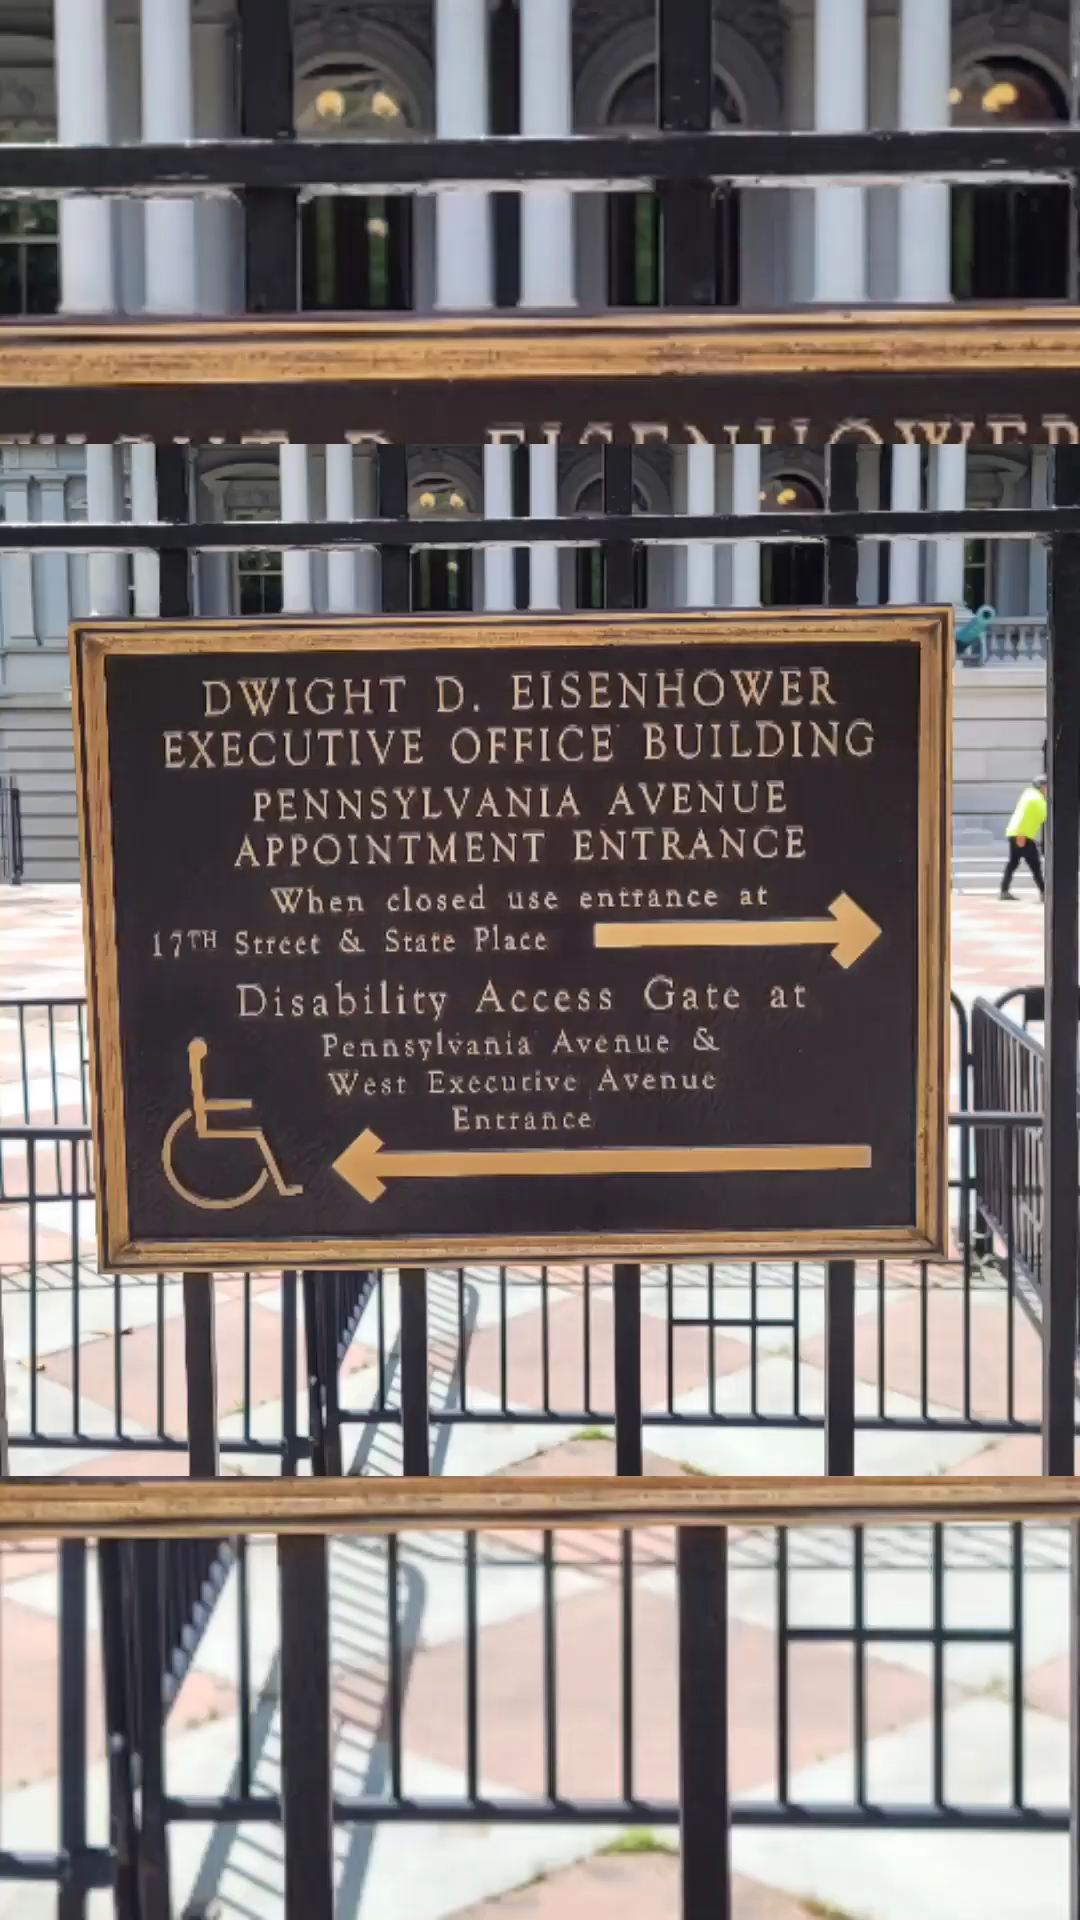 EISENHOWER
DWIGHT D. EISENHOWER
EXECUTIVE OFFICE BUILDING
PENNSYLVANIA AVENUE
APPOINTMENT ENTRANCE
When closed use entrance at
17TH Street & State Place
Disability Access Gate at
Pennsylvania Avenue &
West Executive Avenue
Entrance